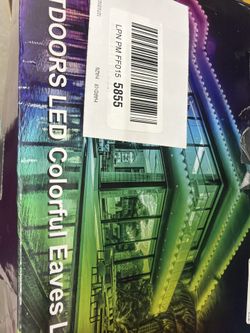 LPN PM FF015 5855
TDOORS LED Colorful Eaves L